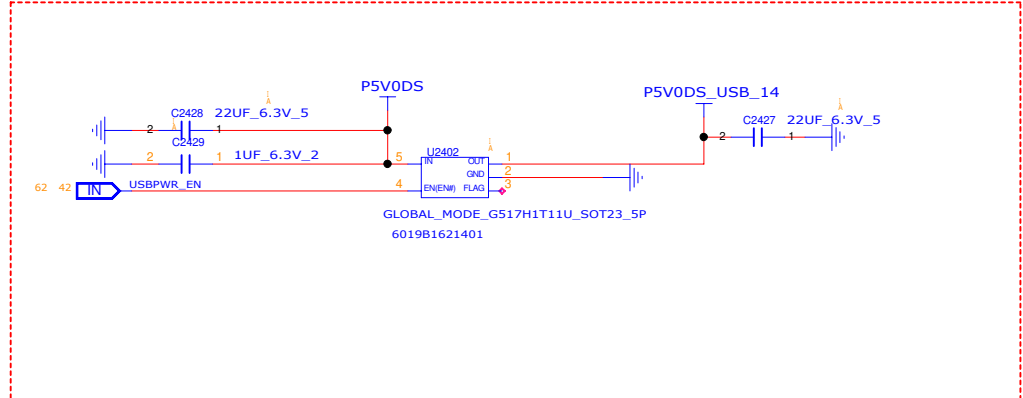 P5V0DS
P5V0DS_USB_14
C2428 22UF_6.3V_5
2 1
C2427 22UF_6.3V_5
2 1
C2429
2 1 1UF_6.3V_2
U2402
5 IN OUT 1
GND 2
4 EN(EN#) FLAG 3
62 42 IN USBPWR_EN
GLOBAL_MODE_G517H1T11U_SOT23_5P
6019B1621401